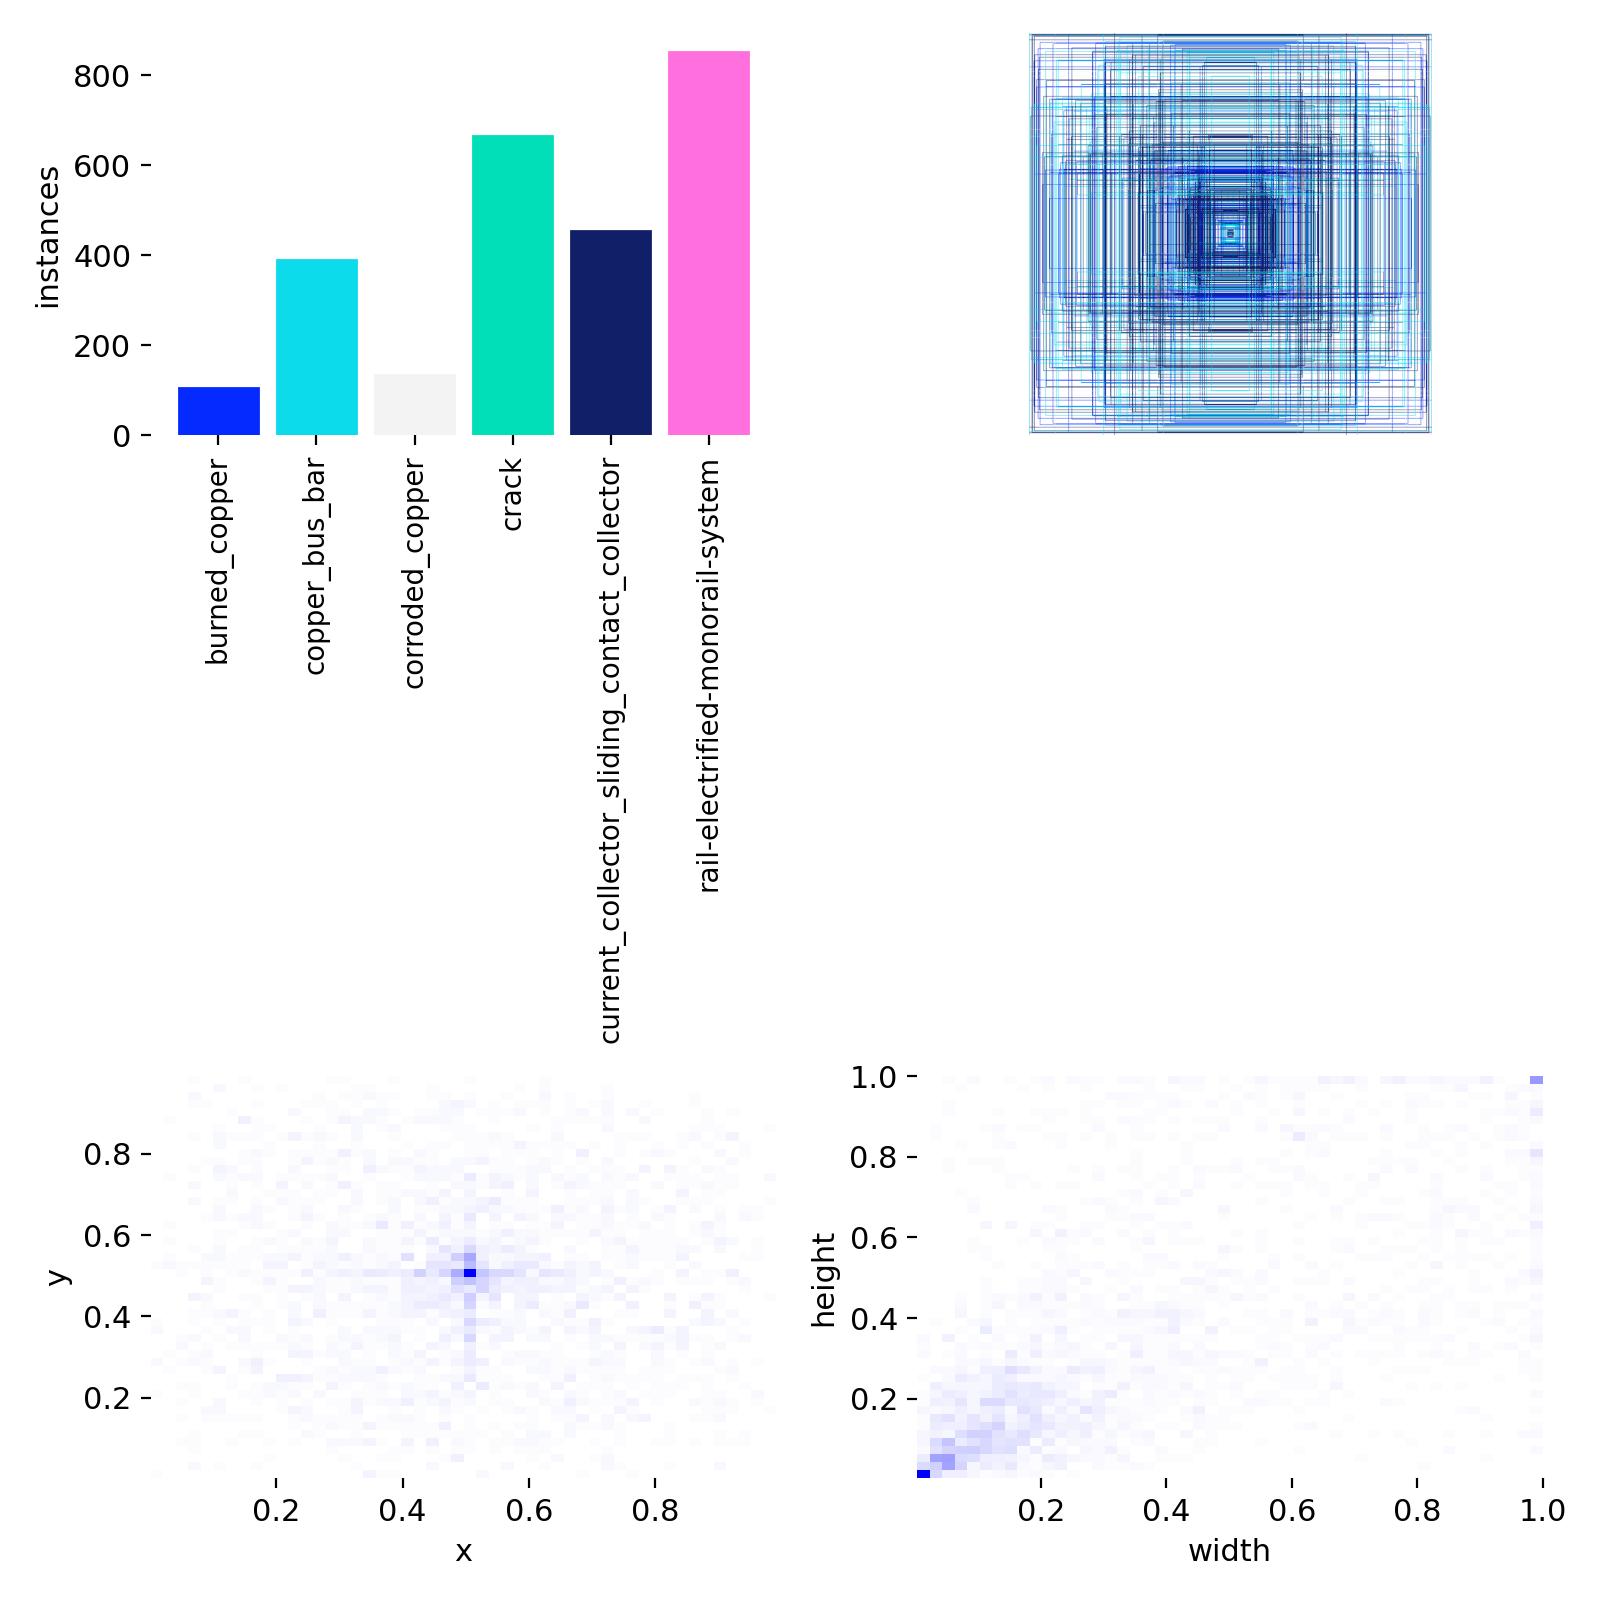 800
600
400
200
0
instances
burned_copper
copper_bus_bar
corroded_copper
crack
current_collector_sliding_contact_collector
rail-electrified-monorail-system
0.8
0.6
0.4
0.2
y
0.2 0.4 0.6 0.8
x
1.0
0.8
0.6
0.4
0.2
height
0.2 0.4 0.6 0.8 1.0
width